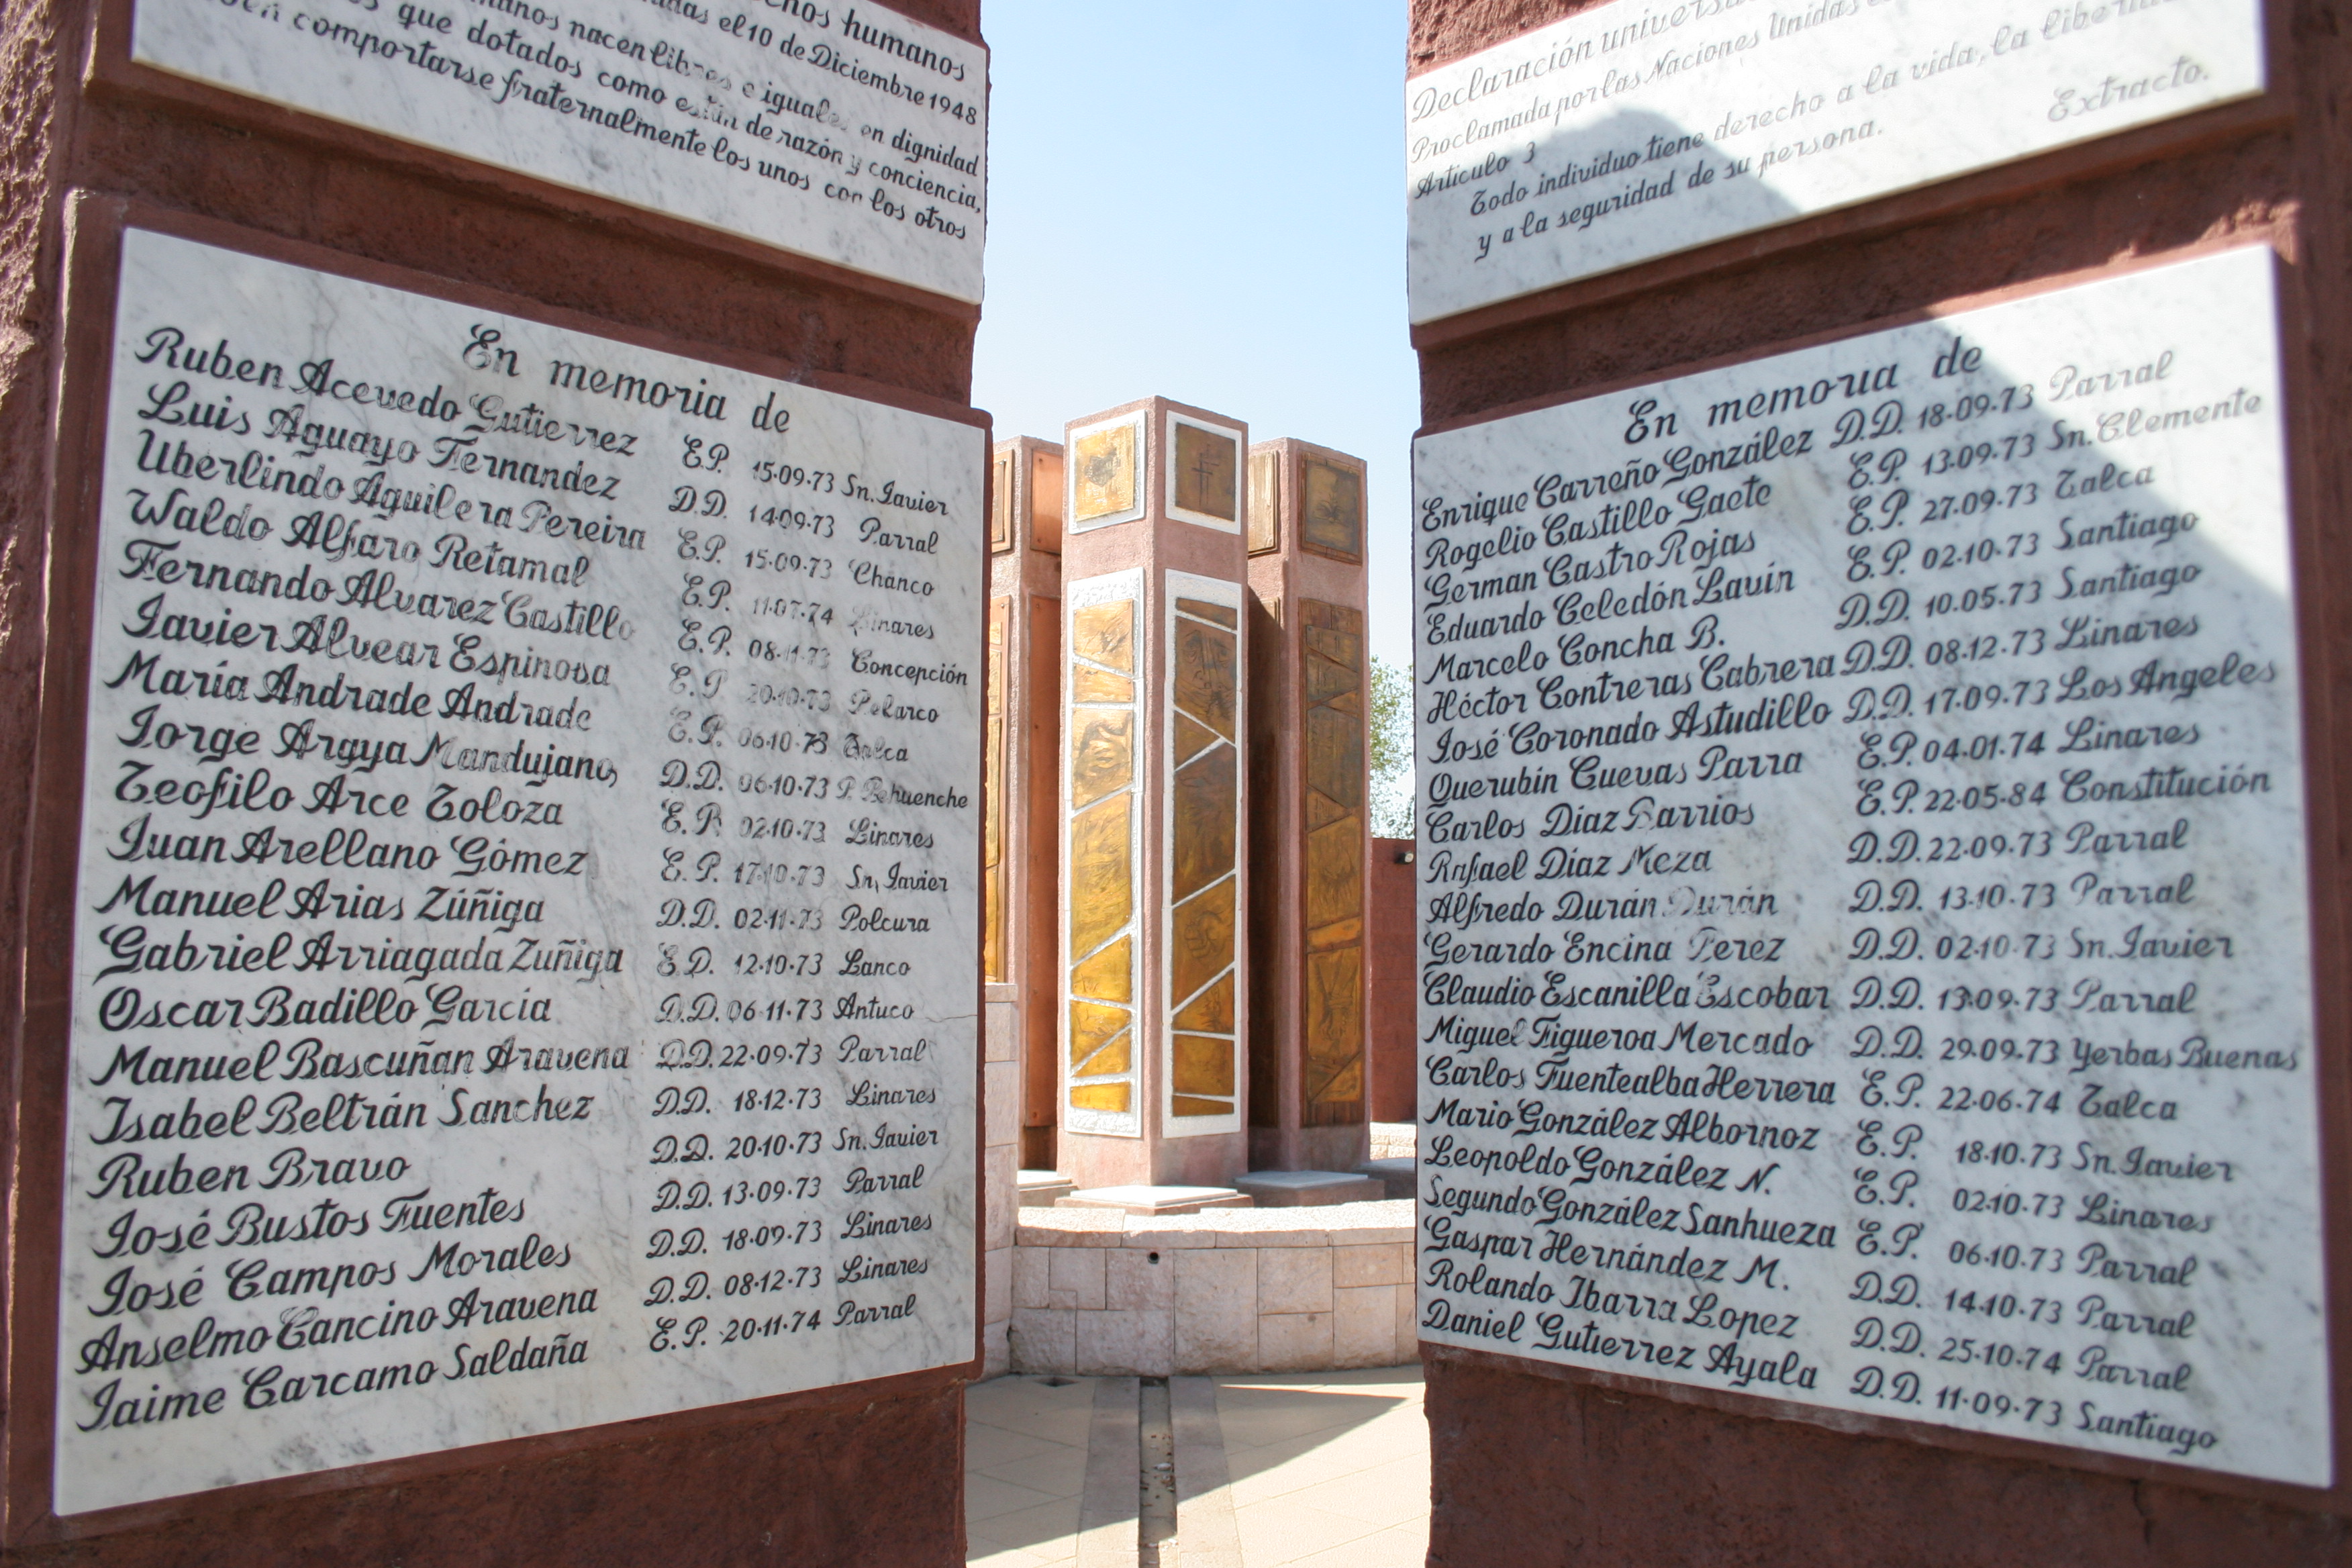 chos humanos
nidas el 10 de Diciembre 1948
manos nacen libres e iguales en dignidad
que dotados como están de razón y conciencia,
comportarse fraternalmente los unos con los otros
En memoria de
Ruben Acevedo Gutierrez E.P. 15.09.73 Sn. Javier
Luis Aguayo Fernandez D.D. 14.09.73 Parral
Uberlindo Aguilera Pereira E.P. 15.09.73 Chanco
Waldo Alfaro Retamal E.P. 11.07.74 Linares
Fernando Alvarez Castillo E.P. 08.11.73 Concepción
Javier Alvear Espinosa E.P. 20.10.73 Pelarco
María Andrade Andrade E.P. 06.10.73 Talca
Jorge Araya Mandujano, D.D. 06.10.73 P. Pehuenche
Teofilo Arce Toloza E.P. 02.10.73 Linares
Juan Arellano Gómez E.P. 17.10.73 Sn. Javier
Manuel Arias Zúñiga D.D. 02.11.73 Polcura
Gabriel Arriagada Zuñiga E.D. 12.10.73 Lanco
Oscar Badillo García D.D. 06.11.73 Antuco
Manuel Bascuñan Aravena D.D. 22.09.73 Parral
Isabel Beltrán Sanchez D.D. 18.12.73 Linares
Ruben Bravo D.D. 20.10.73 Sn. Javier
José Bustos Fuentes D.D. 13.09.73 Parral
José Campos Morales D.D. 18.09.73 Linares
Anselmo Cancino Aravena D.D. 08.12.73 Linares
Jaime Carcamo Saldaña E.P. 20.11.74 Parral
Declaración universa
Proclamada por las Naciones Unidas
Articulo 3
Todo individuo tiene derecho a la vida, la liber
y a la seguridad de su persona.
Extracto.
En memoria de
Enrique Carreño González D.D. 18.09.73 Parral
Rogelio Castillo Gaete E.P. 13.09.73 Sn. Clemente
German Castro Rojas E.P. 27.09.73 Talca
Eduardo Celedón Lavín E.P. 02.10.73 Santiago
Marcelo Concha B. D.D. 10.05.73 Santiago
Héctor Contreras Cabrera D.D. 08.12.73 Linares
José Coronado Astudillo D.D. 17.09.73 Los Angeles
Querubín Cuevas Parra E.P. 04.01.74 Linares
Carlos Díaz Barrios E.P. 22.05.84 Constitución
Rafael Díaz Meza D.D. 22.09.73 Parral
Alfredo Durán Durán D.D. 13.10.73 Parral
Gerardo Encina Perez D.D. 02.10.73 Sn. Javier
Claudio Escanilla Escobar D.D. 13.09.73 Parral
Miguel Figueroa Mercado D.D. 29.09.73 Yerbas Buenas
Carlos Fuentealba Herrera E.P. 22.06.74 Talca
Mario González Albornoz E.P. 18.10.73 Sn. Javier
Leopoldo González N. E.P. 02.10.73 Linares
Segundo González Sanhueza E.P. 06.10.73 Parral
Gaspar Hernández M. D.D. 14.10.73 Parral
Rolando Ibarra Lopez D.D. 25.10.74 Parral
Daniel Gutierrez Ayala D.D. 11.09.73 Santiago